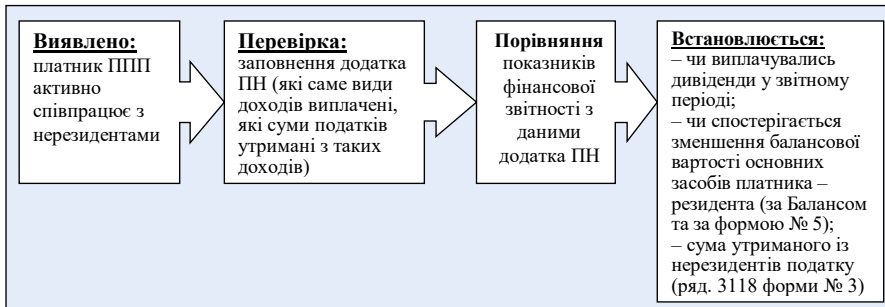 Виявлено:
платник ППП
активно
співпрацює з
нерезидентами
Перевірка:
заповнення додатка
ПН (які саме види
доходів виплачені,
які суми податків
утримані з таких
доходів)
Порівняння
показників
фінансової
звітності з
даними
додатка ПН
Встановлюється:
– чи виплачувались
дивіденди у звітному
періоді;
– чи спостерігається
зменшення балансової
вартості основних
засобів платника –
резидента (за Балансом
та за формою № 5);
– сума утриманого із
нерезидентів податку
(ряд. 3118 форми № 3)